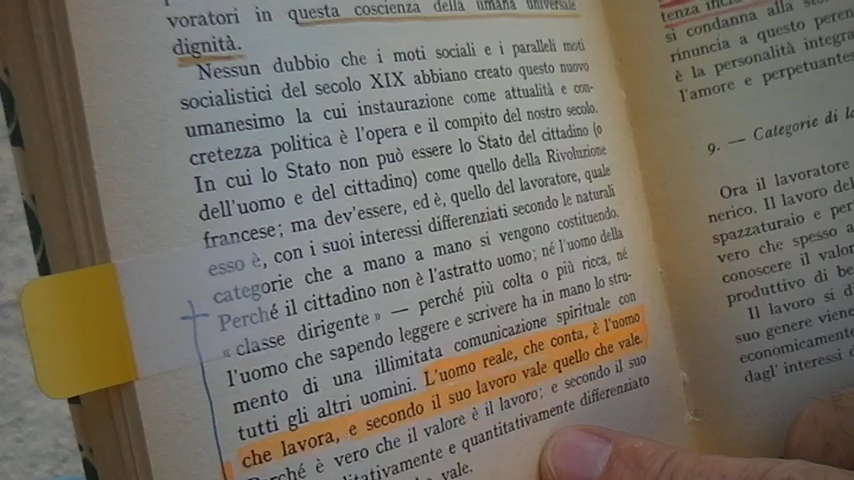 voratori in questa coscienza della umana universale
dignità.
Nessun dubbio che i moti sociali e i paralleli moti
socialistici del secolo XIX abbiano creato questo nuovo
umanesimo la cui instaurazione come attualità e con-
cretezza politica è l'opera e il compito del nostro secolo.
In cui lo Stato non può essere lo Stato del cittadino (o
dell'uomo e del cittadino) come quello della Rivoluzione
francese; ma dev'essere, ed è, quello del lavoratore, quale
esso è, con i suoi interessi differenziati secondo le naturali
categorie che a mano a mano si vengono costituendo.
Perché il cittadino non è l'astratto uomo; né l'uomo della
« classe dirigente » — perché più colta o più ricca, né
l'uomo che sapendo leggere e scrivere ha in mano lo stru-
mento di una illimitata comunicazione spirituale con
tutti gli altri uomini. L'uomo reale, che conta, è l'uomo
che lavora, e secondo il suo lavoro vale quello che vale.
Perché è vero che il valore è il lavoro; e secondo il suo
qualitativamente e quantitativamente differenziato
vale.
si condanna alla
rinuncia a questo
è la personalità
l'amore e
9. — Categorie di
Ora il lavoratore
nerico. Il lavoro
spazzaturaio e
vero che spesso
conoscere il
produttivo di
Il lavoro si
suo genere viene
economicamente
dagl' interessi